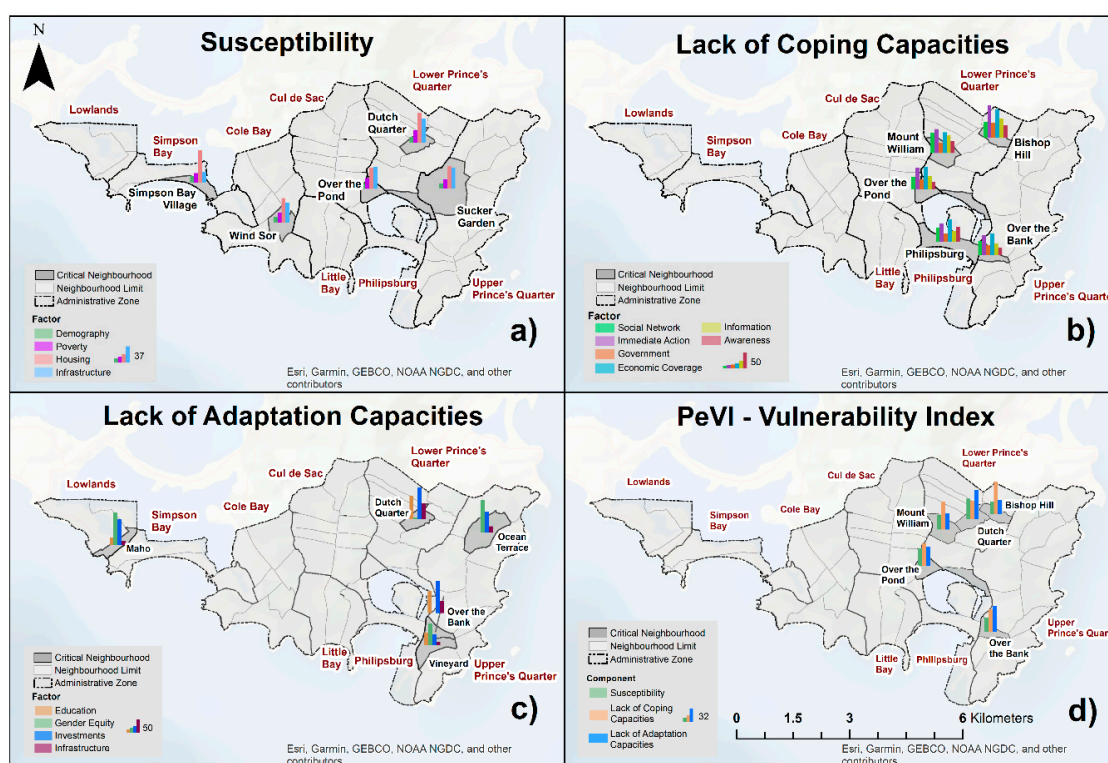 N
Susceptibility
Lowlands
Simpson
Bay
Cole Bay
Cul de Sac
Lower Prince's
Quarter
Dutch
Quarter
Over the
Pond
Simpson Bay
Village
Wind Sor
Sucker
Garden
Little
Bay
Philipsburg
Upper
Prince's Quarter
Critical Neighbourhood
Neighbourhood Limit
Administrative Zone
Factor
Demography
Poverty
Housing
Infrastructure
37
a)
Esri, Garmin, GEBCO, NOAA NGDC, and other
contributors
Lack of Coping Capacities
Lowlands
Simpson
Bay
Cole Bay
Cul de Sac
Lower Prince's
Quarter
Mount
William
Bishop
Hill
Over the
Pond
Over the
Bank
Philipsburg
Little
Bay
Philipsburg
Upper
Prince's Quart
Critical Neighbourhood
Neighbourhood Limit
Administrative Zone
Factor
Social Network
Immediate Action
Government
Economic Coverage
Information
Awareness
50
b)
Esri, Garmin, GEBCO, NOAA NGDC, and other
contributors
Lack of Adaptation Capacities
Lowlands
Simpson
Bay
Cole Bay
Cul de Sac
Lower Prince's
Quarter
Dutch
Quarter
Ocean
Terrace
Maho
Over the
Bank
Vineyard
Little
Bay
Philipsburg
Upper
Prince's Quarter
Critical Neighbourhood
Neighbourhood Limit
Administrative Zone
Factor
Education
Gender Equity
Investments
Infrastructure
50
c)
Esri, Garmin, GEBCO, NOAA NGDC, and other
contributors
PeVI - Vulnerability Index
Lowlands
Simpson
Bay
Cole Bay
Cul de Sac
Lower Prince's
Quarter
Mount
William
Bishop Hill
Dutch
Quarter
Over the
Pond
Over
the Bank
Little
Bay
Philipsburg
Upper
Prince's Quar
Critical Neighbourhood
Neighbourhood Limit
Administrative Zone
Component
Susceptibility
Lack of Coping
Capacities
Lack of Adaptation
Capacities
32
0 1.5 3 6 Kilometers
d)
Esri, Garmin, GEBCO, NOAA NGDC, and other
contributors